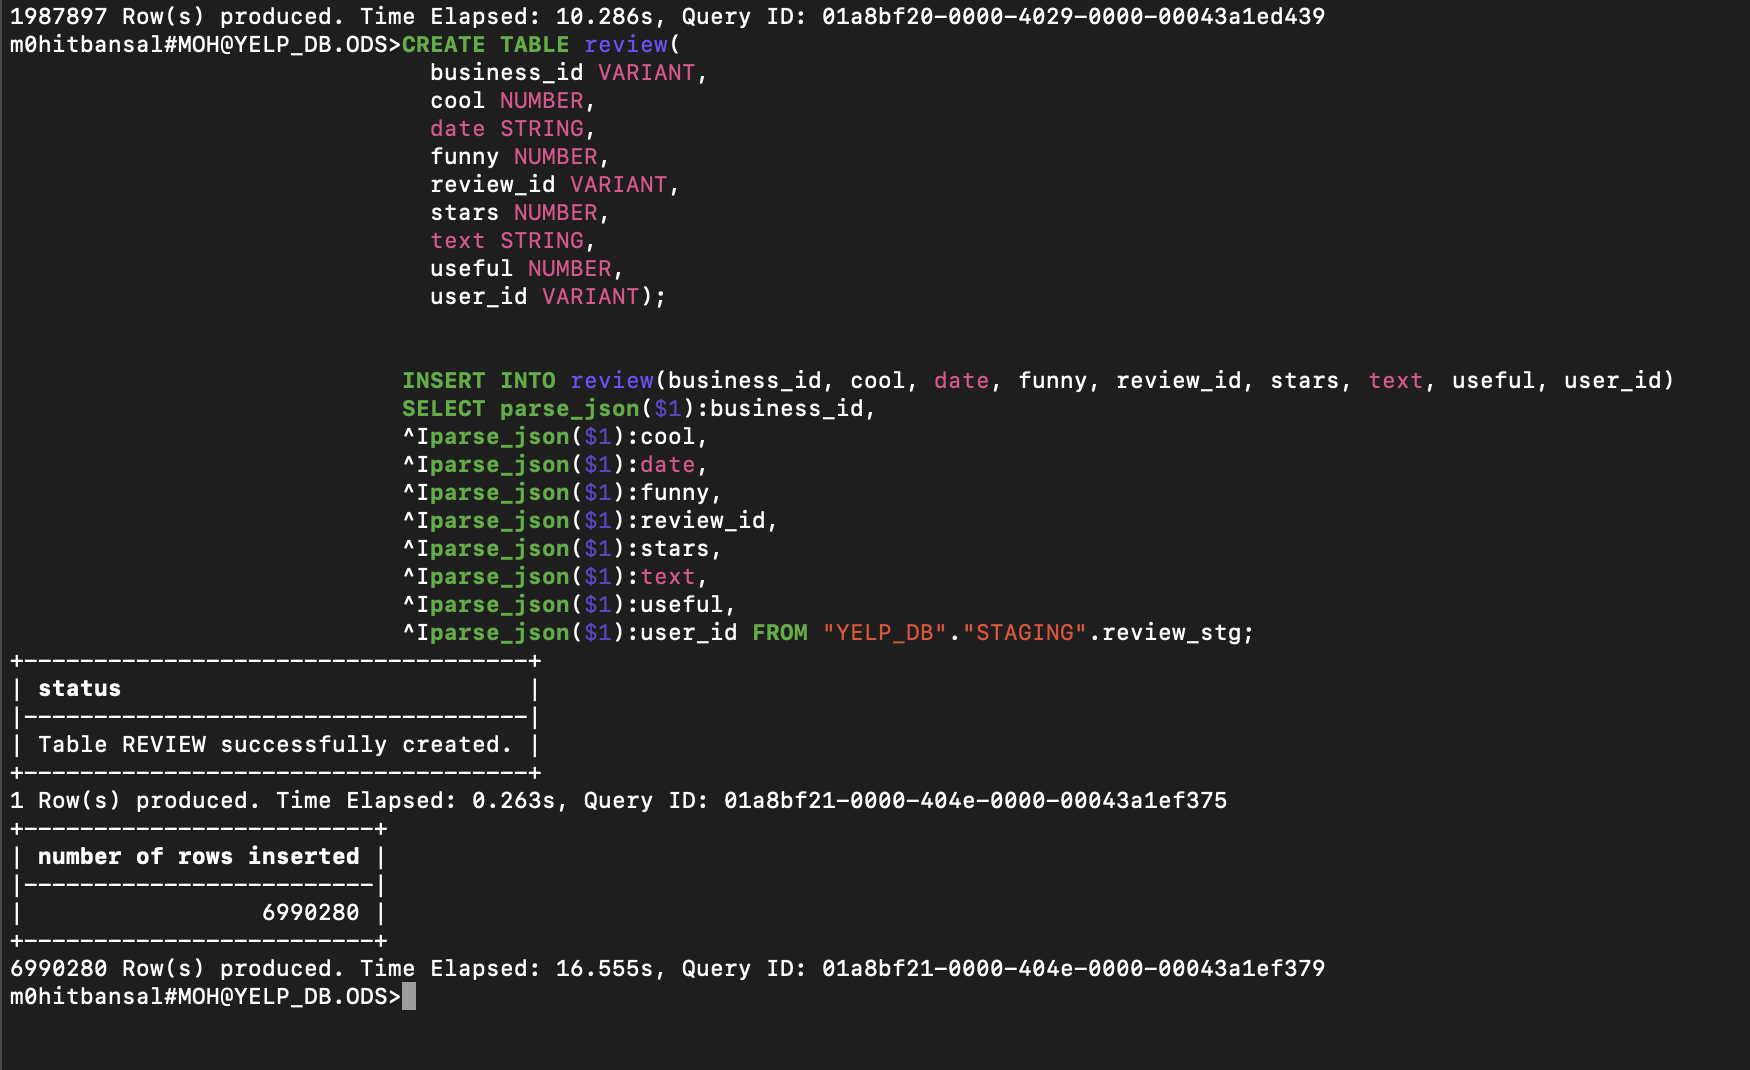 1987897 Row(s) produced. Time Elapsed: 10.286s, Query ID: 01a8bf20-0000-4029-0000-00043a1ed439
m0hitbansal#MOH@YELP_DB.ODS>CREATE TABLE review(
                              business_id VARIANT,
                              cool NUMBER,
                              date STRING,
                              funny NUMBER,
                              review_id VARIANT,
                              stars NUMBER,
                              text STRING,
                              useful NUMBER,
                              user_id VARIANT);

                            INSERT INTO review(business_id, cool, date, funny, review_id, stars, text, useful, user_id)
                            SELECT parse_json($1):business_id,
                            ^Iparse_json($1):cool,
                            ^Iparse_json($1):date,
                            ^Iparse_json($1):funny,
                            ^Iparse_json($1):review_id,
                            ^Iparse_json($1):stars,
                            ^Iparse_json($1):text,
                            ^Iparse_json($1):useful,
                            ^Iparse_json($1):user_id FROM "YELP_DB"."STAGING".review_stg;
+------------------------------------+
| status                             |
|------------------------------------|
| Table REVIEW successfully created. |
+------------------------------------+
1 Row(s) produced. Time Elapsed: 0.263s, Query ID: 01a8bf21-0000-404e-0000-00043a1ef375
+-------------------------+
| number of rows inserted |
|-------------------------|
|                 6990280 |
+-------------------------+
6990280 Row(s) produced. Time Elapsed: 16.555s, Query ID: 01a8bf21-0000-404e-0000-00043a1ef379
m0hitbansal#MOH@YELP_DB.ODS>